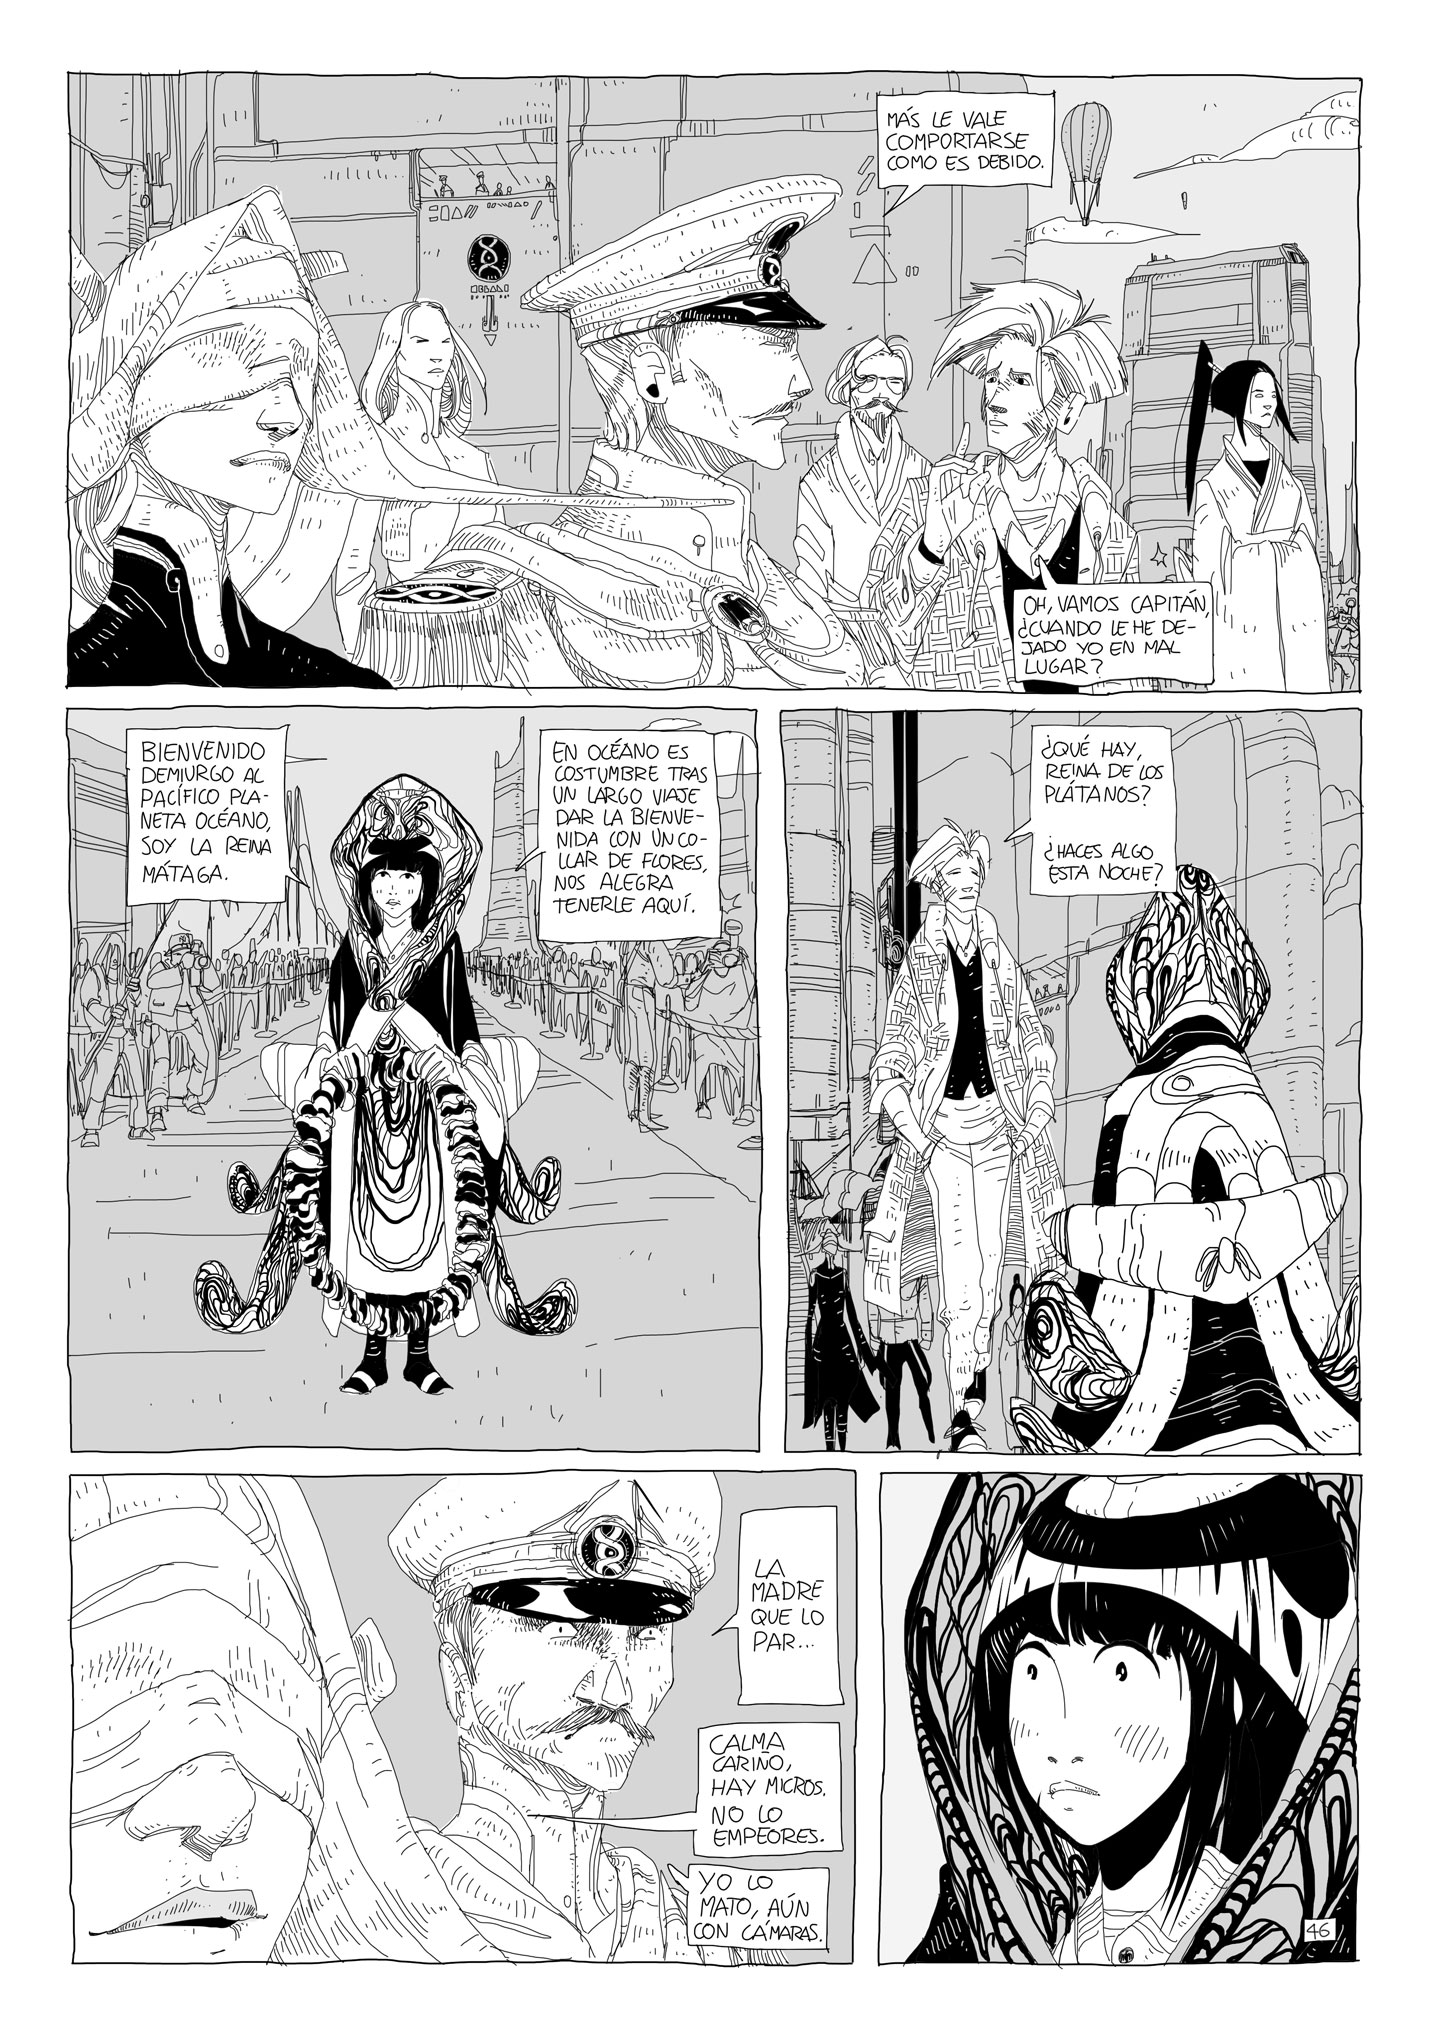 MÁS LE VALE
COMPORTARSE
COMO ES DEBIDO.
OH, VAMOS CAPITÁN,
¿CUANDO LE HE DE-
JADO YO EN MAL
LUGAR?
BIENVENIDO
DEMIURGO AL
PACÍFICO PLA-
NETA OCÉANO,
SOY LA REINA
MÁTAGA.
EN OCÉANO ES
COSTUMBRE TRAS
UN LARGO VIAJE
DAR LA BIENVE-
NIDA CON UN CO-
LLAR DE FLORES,
NOS ALEGRA
TENERLE AQUÍ.
¿QUÉ HAY,
REINA DE LOS
PLÁTANOS?
¿HACES ALGO
ESTA NOCHE?
LA
MADRE
QUE LO
PAR...
CALMA
CARIÑO,
HAY MICROS.
NO LO
EMPEORES.
YO LO
MATO, AÚN
CON CÁMARAS.
46